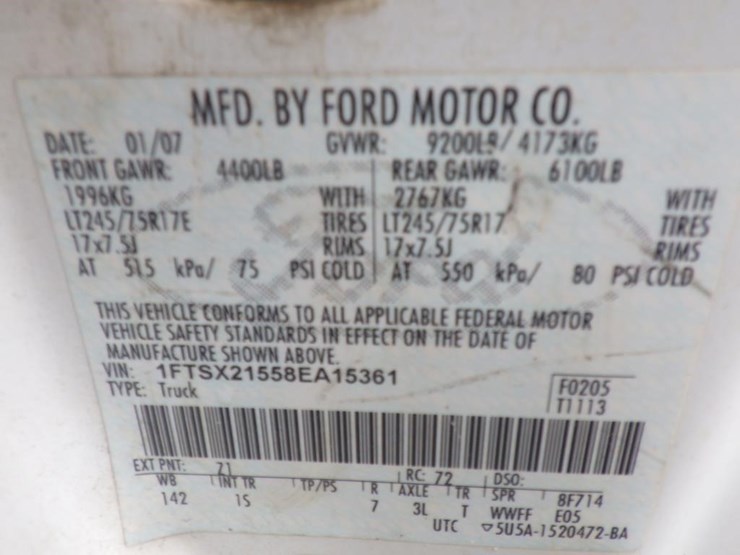 MFD. BY FORD MOTOR CO.
DATE: 01/07 GVWR: 9200LB/ 4173KG
FRONT GAWR: 4400LB REAR GAWR: 6100LB
1996KG WITH 2767KG WITH
LT245/75R17E TIRES LT245/75R17 TIRES
17x7.5J RIMS 17x7.5J RIMS
AT 515 kPa/ 75 PSI COLD AT 550 kPa/ 80 PSI COLD
THIS VEHICLE CONFORMS TO ALL APPLICABLE FEDERAL MOTOR
VEHICLE SAFETY STANDARDS IN EFFECT ON THE DATE OF
MANUFACTURE SHOWN ABOVE.
VIN: 1FTSX21558EA15361
TYPE: Truck F0205
T1113
EXT PNT: Z1 RC: 72 DSO:
WB INT TR TP/PS R AXLE TR SPR 8F714
142 1S 7 3L T WWFF E05
UTC ▽5U5A-1520472-BA